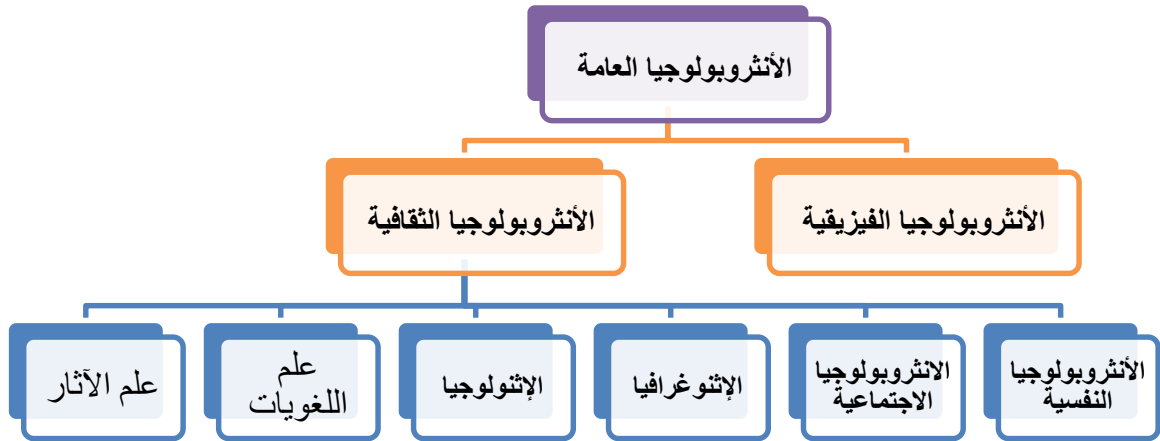 الأنثروبولوجيا العامة
الأنثروبولوجيا الفيزيقية
الأنثروبولوجيا الثقافية
الأنثروبولوجيا
النفسية
الانثروبولوجيا
الاجتماعية
الإثنوغرافيا
الإثنولوجيا
علم
اللغويات
علم الآثار